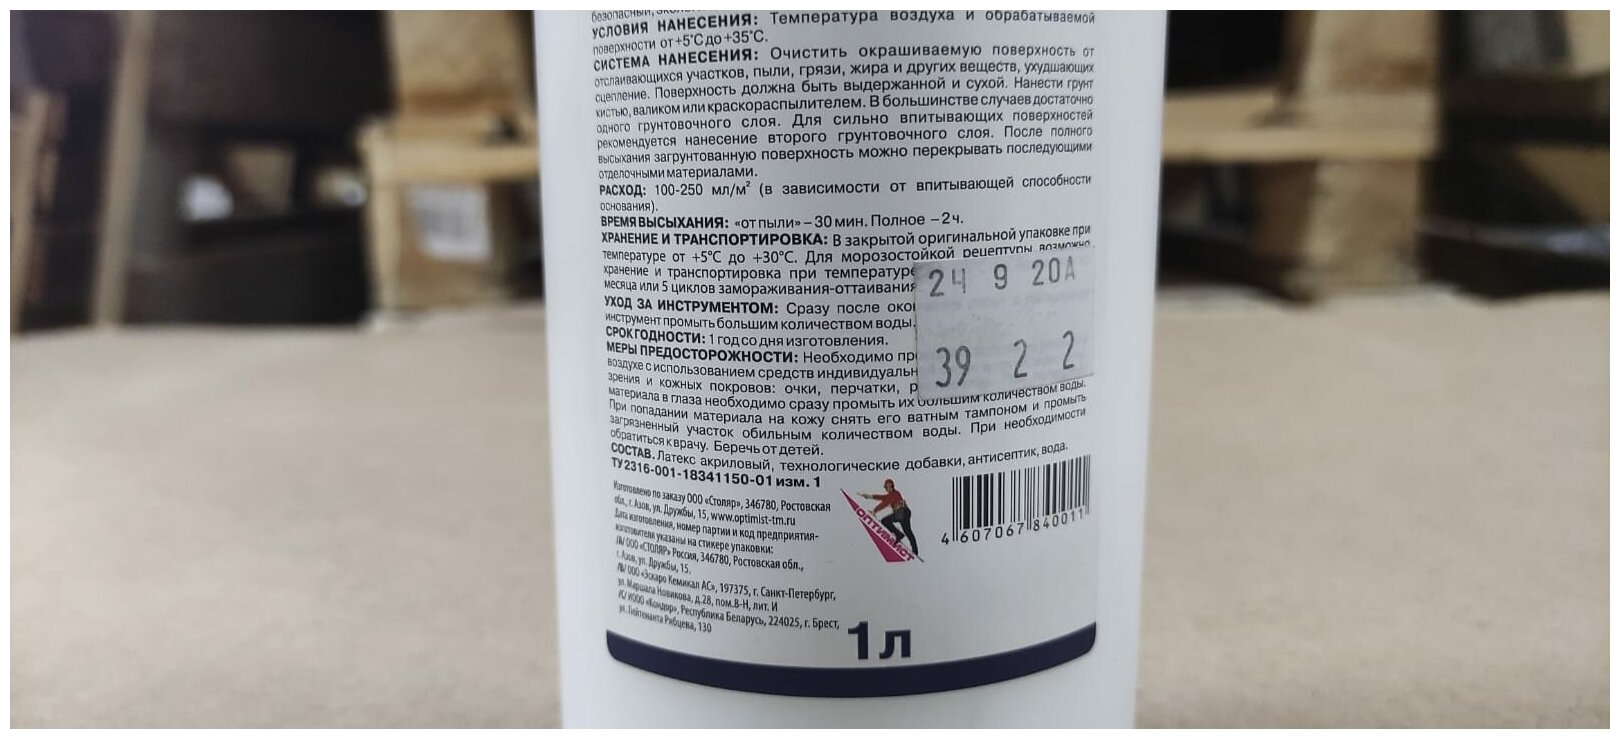 безопасный,
УСЛОВИЯ НАНЕСЕНИЯ: Температура воздуха и обрабатываемой
поверхности от +5°С до +35°С.
СИСТЕМА НАНЕСЕНИЯ: Очистить окрашиваемую поверхность от
отслаивающихся участков, пыли, грязи, жира и других веществ, ухудшающих
сцепление. Поверхность должна быть выдержанной и сухой. Нанести грунт
кистью, валиком или краскораспылителем. В большинстве случаев достаточно
одного грунтовочного слоя. Для сильно впитывающих поверхностей
рекомендуется нанесение второго грунтовочного слоя. После полного
высыхания загрунтованную поверхность можно перекрывать последующими
отделочными материалами.
РАСХОД: 100-250 мл/м² (в зависимости от впитывающей способности
основания).
ВРЕМЯ ВЫСЫХАНИЯ: «от пыли» – 30 мин. Полное – 2 ч.
ХРАНЕНИЕ И ТРАНСПОРТИРОВКА: В закрытой оригинальной упаковке при
температуре от +5°С до +30°С. Для морозостойкой рецептуры возможно
хранение и транспортировка при температуре
месяца или 5 циклов замораживания-оттаивания
24 9 20А
УХОД ЗА ИНСТРУМЕНТОМ: Сразу после око
инструмент промыть большим количеством воды.
СРОК ГОДНОСТИ: 1 год со дня изготовления.
МЕРЫ ПРЕДОСТОРОЖНОСТИ: Необходимо пр
39 2 2
воздухе с использованием средств индивидуальн
зрения и кожных покровов: очки, перчатки, р
материала в глаза необходимо сразу промыть их большим количеством воды.
При попадании материала на кожу снять его ватным тампоном и промыть
загрязненный участок обильным количеством воды. При необходимости
обратиться к врачу. Беречь от детей.
СОСТАВ. Латекс акриловый, технологические добавки, антисептик, вода.
ТУ 2316-001-18341150-01 изм. 1
Изготовлено по заказу ООО «Столяр», 346780, Ростовская
обл., г. Азов, ул. Дружбы, 15, www.optimist-tm.ru
Дата изготовления, номер партии и код предприятия-
изготовителя указаны на стикере упаковки:
/А/ ООО «СТОЛЯР» Россия, 346780, Ростовская обл.,
г. Азов, ул. Дружбы, 15.
/В/ ООО «Эскаро Кемикал АС», 197375, г. Санкт-Петербург,
ул. Маршала Новикова, д. 28, пом. 8-Н, лит. И
/С/ ИООО «Кондор», Республика Беларусь, 224025, г. Брест,
ул. Лейтенанта Рябцева, 130
ОПТИМИСТ
4 607067 840011
1 л